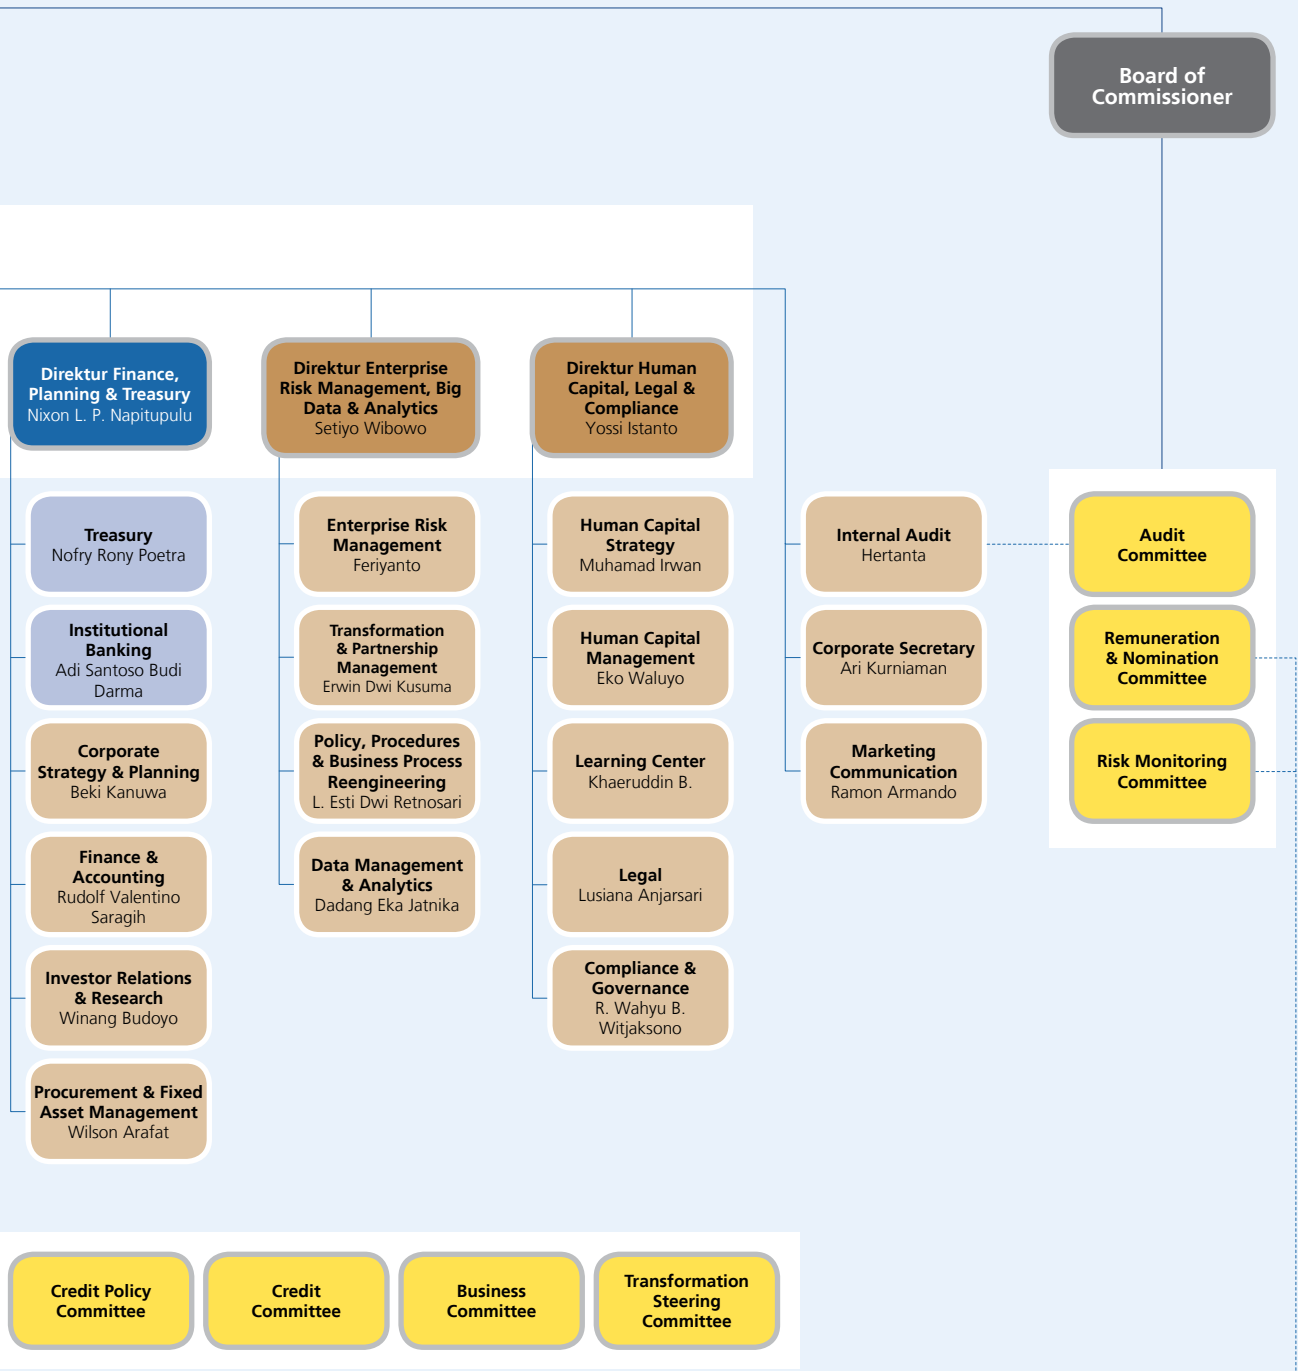 Board of
Commissioner
Direktur Finance,
Planning & Treasury
Nixon L. P. Napitupulu
Direktur Enterprise
Risk Management, Big
Data & Analytics
Setiyo Wibowo
Direktur Human
Capital, Legal &
Compliance
Yossi Istanto
Treasury
Nofry Rony Poetra
Institutional
Banking
Adi Santoso Budi
Darma
Corporate
Strategy & Planning
Beki Kanuwa
Finance &
Accounting
Rudolf Valentino
Saragih
Investor Relations
& Research
Winang Budoyo
Procurement & Fixed
Asset Management
Wilson Arafat
Enterprise Risk
Management
Feriyanto
Transformation
& Partnership
Management
Erwin Dwi Kusuma
Policy, Procedures
& Business Process
Reengineering
L. Esti Dwi Retnosari
Data Management
& Analytics
Dadang Eka Jatnika
Human Capital
Strategy
Muhamad Irwan
Human Capital
Management
Eko Waluyo
Learning Center
Khaeruddin B.
Legal
Lusiana Anjarsari
Compliance &
Governance
R. Wahyu B.
Witjaksono
Internal Audit
Hertanta
Corporate Secretary
Ari Kurniaman
Marketing
Communication
Ramon Armando
Audit
Committee
Remuneration
& Nomination
Committee
Risk Monitoring
Committee
Credit Policy
Committee
Credit
Committee
Business
Committee
Transformation
Steering
Committee